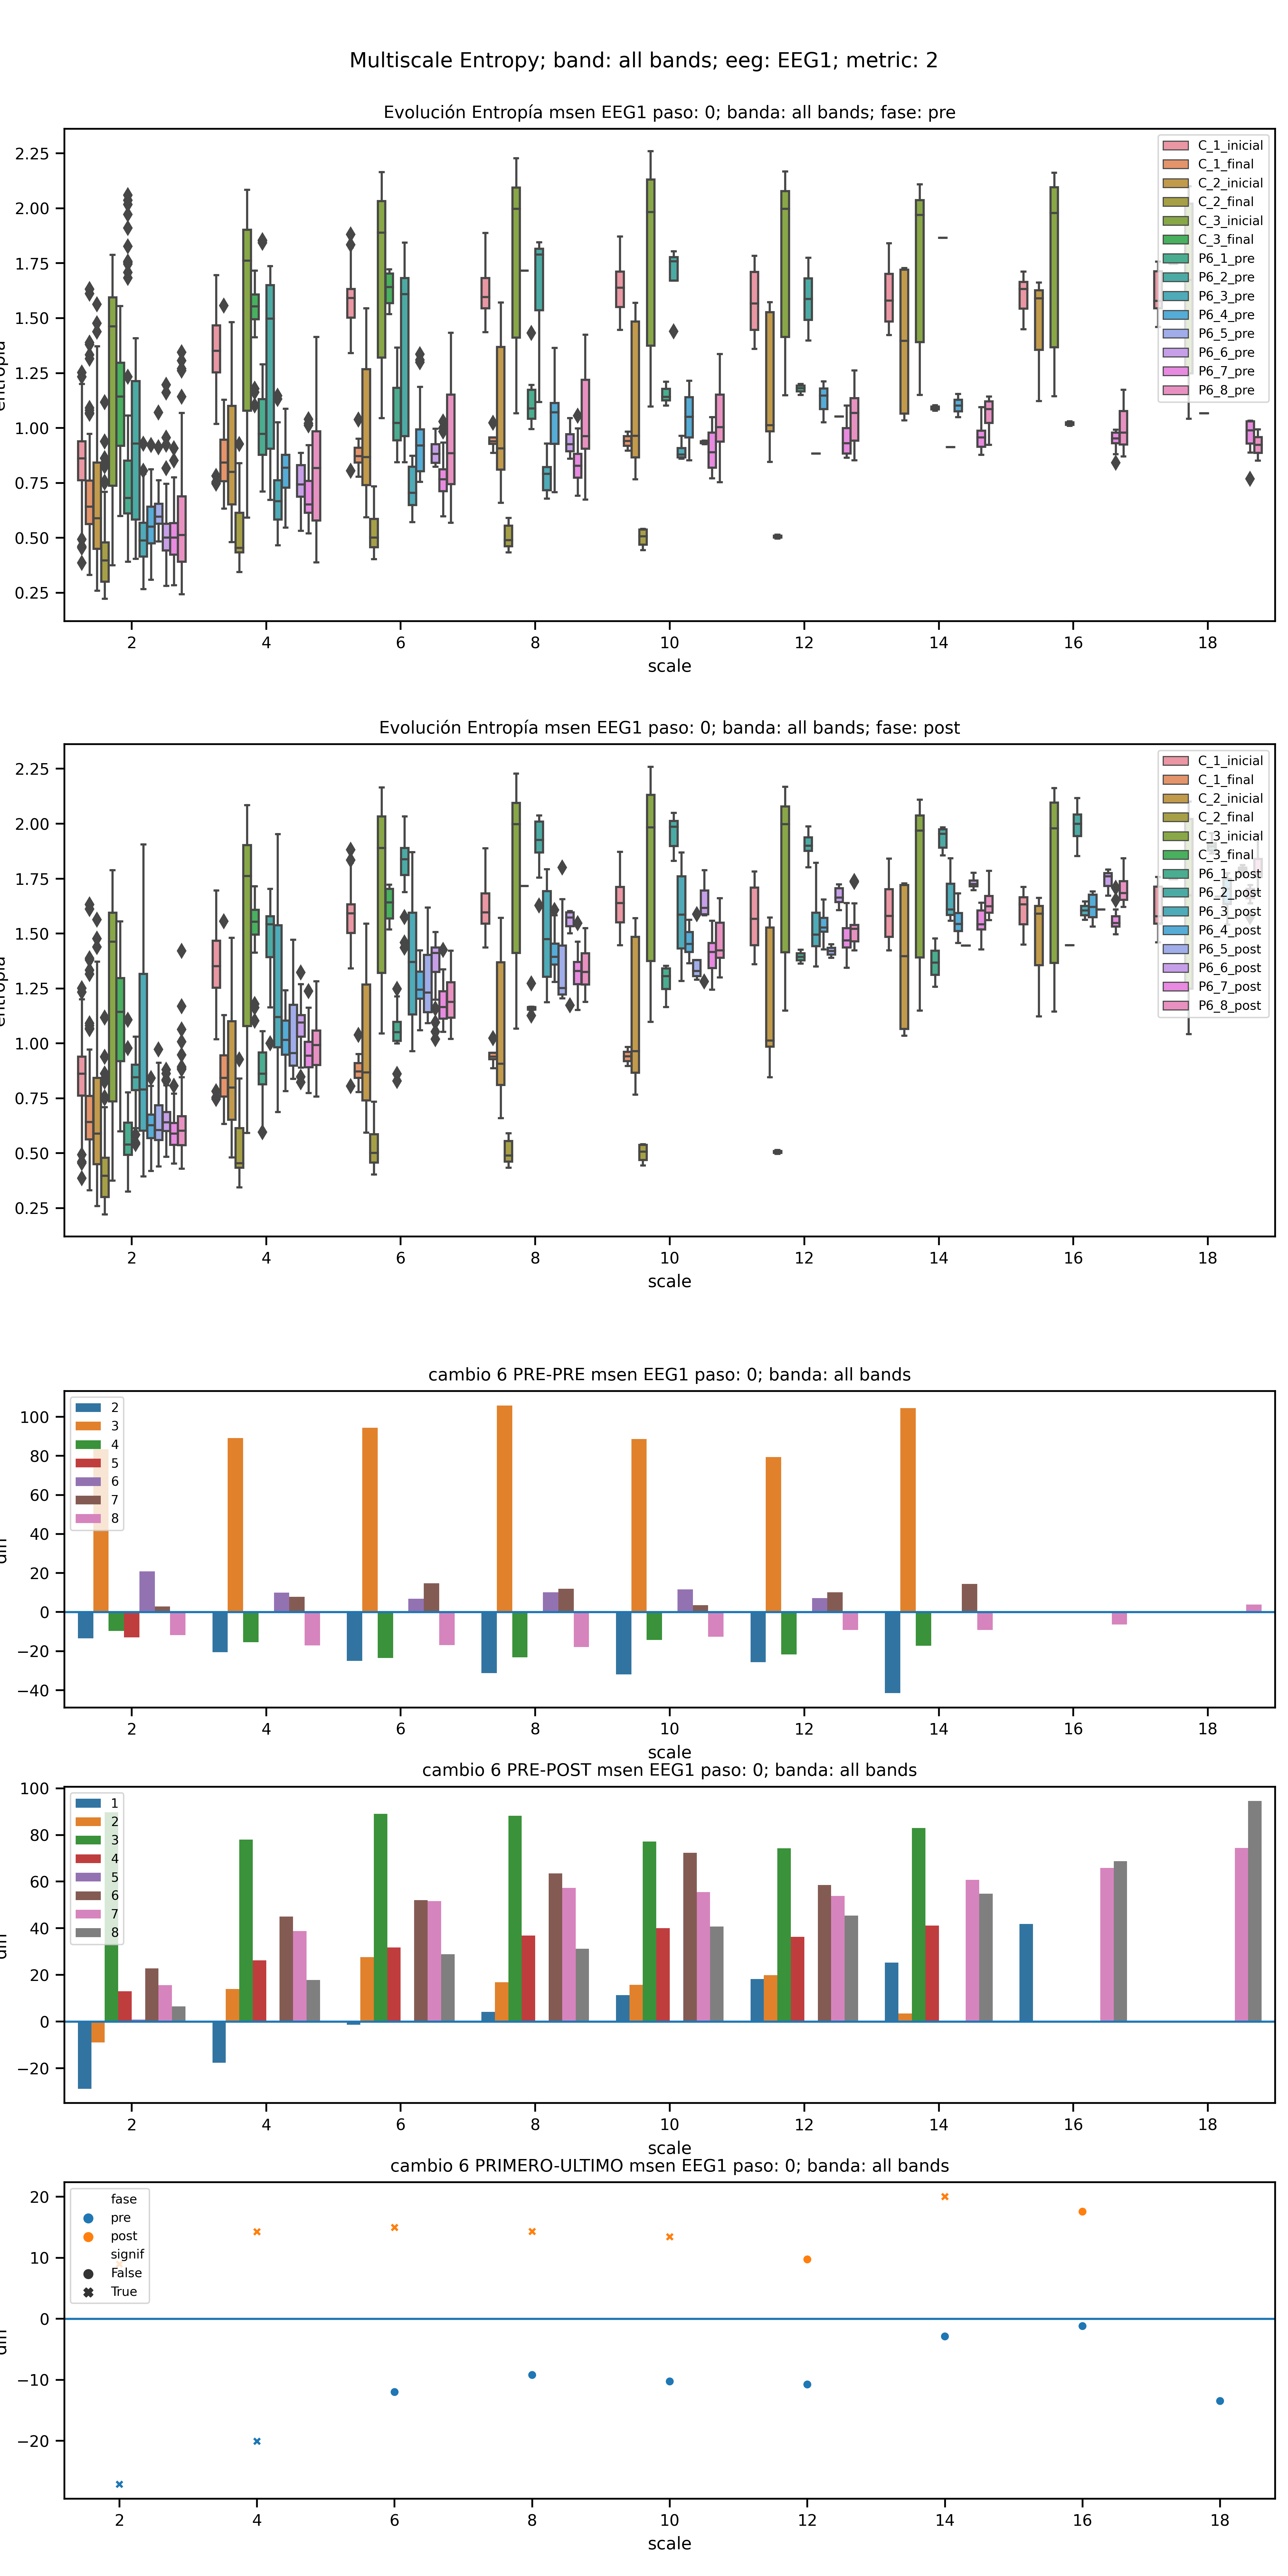 Multiscale Entropy; band: all bands; eeg: EEG1; metric: 2
Evolución Entropía msen EEG1 paso: 0; banda: all bands; fase: pre
2.25
2.00
1.75
1.50
1.25
1.00
0.75
0.50
0.25
C_1_inicial
C_1_final
C_2_inicial
C_2_final
C_3_inicial
C_3_final
P6_1_pre
P6_2_pre
P6_3_pre
P6_4_pre
P6_5_pre
P6_6_pre
P6_7_pre
P6_8_pre
2 4 6 8 10 12 14 16 18
scale
Evolución Entropía msen EEG1 paso: 0; banda: all bands; fase: post
2.25
2.00
1.75
1.50
1.25
1.00
0.75
0.50
0.25
C_1_inicial
C_1_final
C_2_inicial
C_2_final
C_3_inicial
C_3_final
P6_1_post
P6_2_post
P6_3_post
P6_4_post
P6_5_post
P6_6_post
P6_7_post
P6_8_post
2 4 6 8 10 12 14 16 18
scale
cambio 6 PRE-PRE msen EEG1 paso: 0; banda: all bands
100
80
60
40
20
0
−20
−40
2
3
4
5
6
7
8
2 4 6 8 10 12 14 16 18
scale
cambio 6 PRE-POST msen EEG1 paso: 0; banda: all bands
100
80
60
40
20
0
−20
1
2
3
4
5
6
7
8
2 4 6 8 10 12 14 16 18
scale
cambio 6 PRIMERO-ULTIMO msen EEG1 paso: 0; banda: all bands
20
10
0
−10
−20
fase
pre
post
signif
False
True
2 4 6 8 10 12 14 16 18
scale